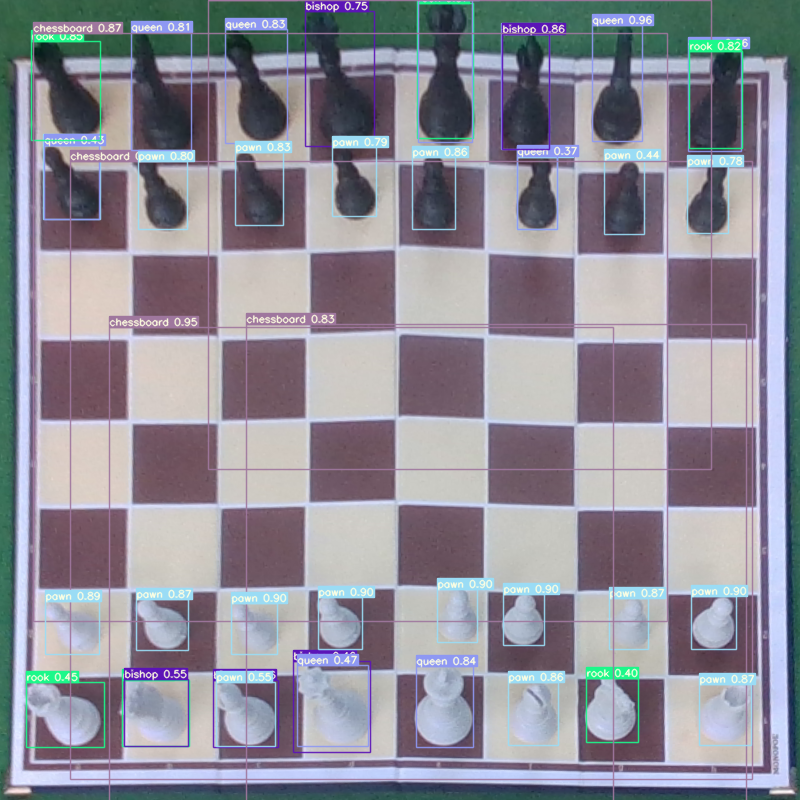 bishop 0.75
chessboard 0.87
queen 0.81
queen 0.83
bishop 0.86
queen 0.96
rook 0.85
rook 0.82
queen 0.43
chessboard
pawn 0.80
pawn 0.83
pawn 0.79
pawn 0.86
queen 0.37
pawn 0.44
pawn 0.78
chessboard 0.95
chessboard 0.83
pawn 0.89
pawn 0.87
pawn 0.90
pawn 0.90
pawn 0.90
pawn 0.90
pawn 0.87
pawn 0.90
rook 0.45
bishop 0.55
pawn 0.55
queen 0.47
queen 0.84
pawn 0.86
rook 0.40
pawn 0.87